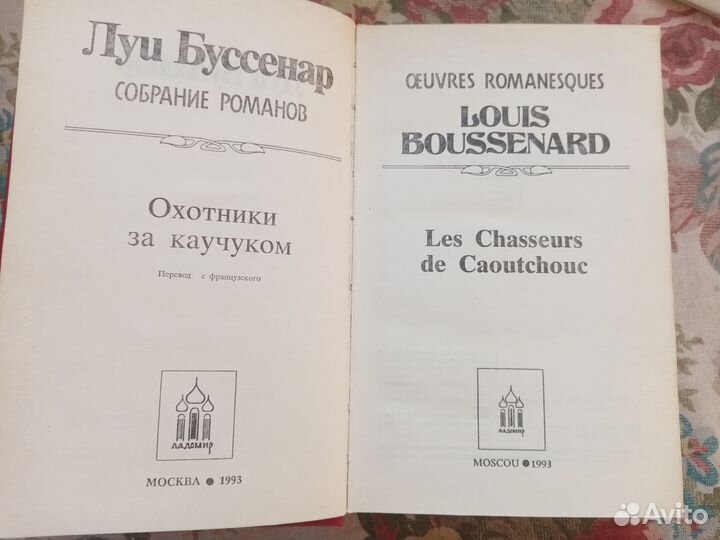 Луи Буссенар
СОБРАНИЕ РОМАНОВ
Охотники
за каучуком
Перевод с французского
ЛАДОМИР
МОСКВА ● 1993
ŒUVRES ROMANESQUES
LOUIS
BOUSSENARD
Les Chasseurs
de Caoutchouc
ЛАДОМИР
MOSCOU ● 1993
Avito